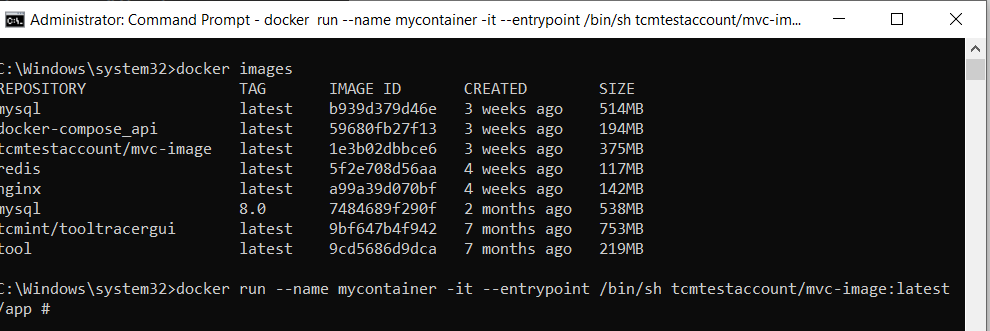 Administrator: Command Prompt - docker run --name mycontainer -it --entrypoint /bin/sh tcmtestaccount/mvc-im...
C:\Windows\system32>docker images
REPOSITORY TAG IMAGE ID CREATED SIZE
mysql latest b939d379d46e 3 weeks ago 514MB
docker-compose_api latest 59680fb27f13 3 weeks ago 194MB
tcmtestaccount/mvc-image latest 1e3b02dbbce6 3 weeks ago 375MB
redis latest 5f2e708d56aa 4 weeks ago 117MB
nginx latest a99a39d070bf 4 weeks ago 142MB
mysql 8.0 7484689f290f 2 months ago 538MB
tcmint/tooltracergui latest 9bf647b4f942 7 months ago 753MB
tool latest 9cd5686d9dca 7 months ago 219MB
C:\Windows\system32>docker run --name mycontainer -it --entrypoint /bin/sh tcmtestaccount/mvc-image:latest
/app #